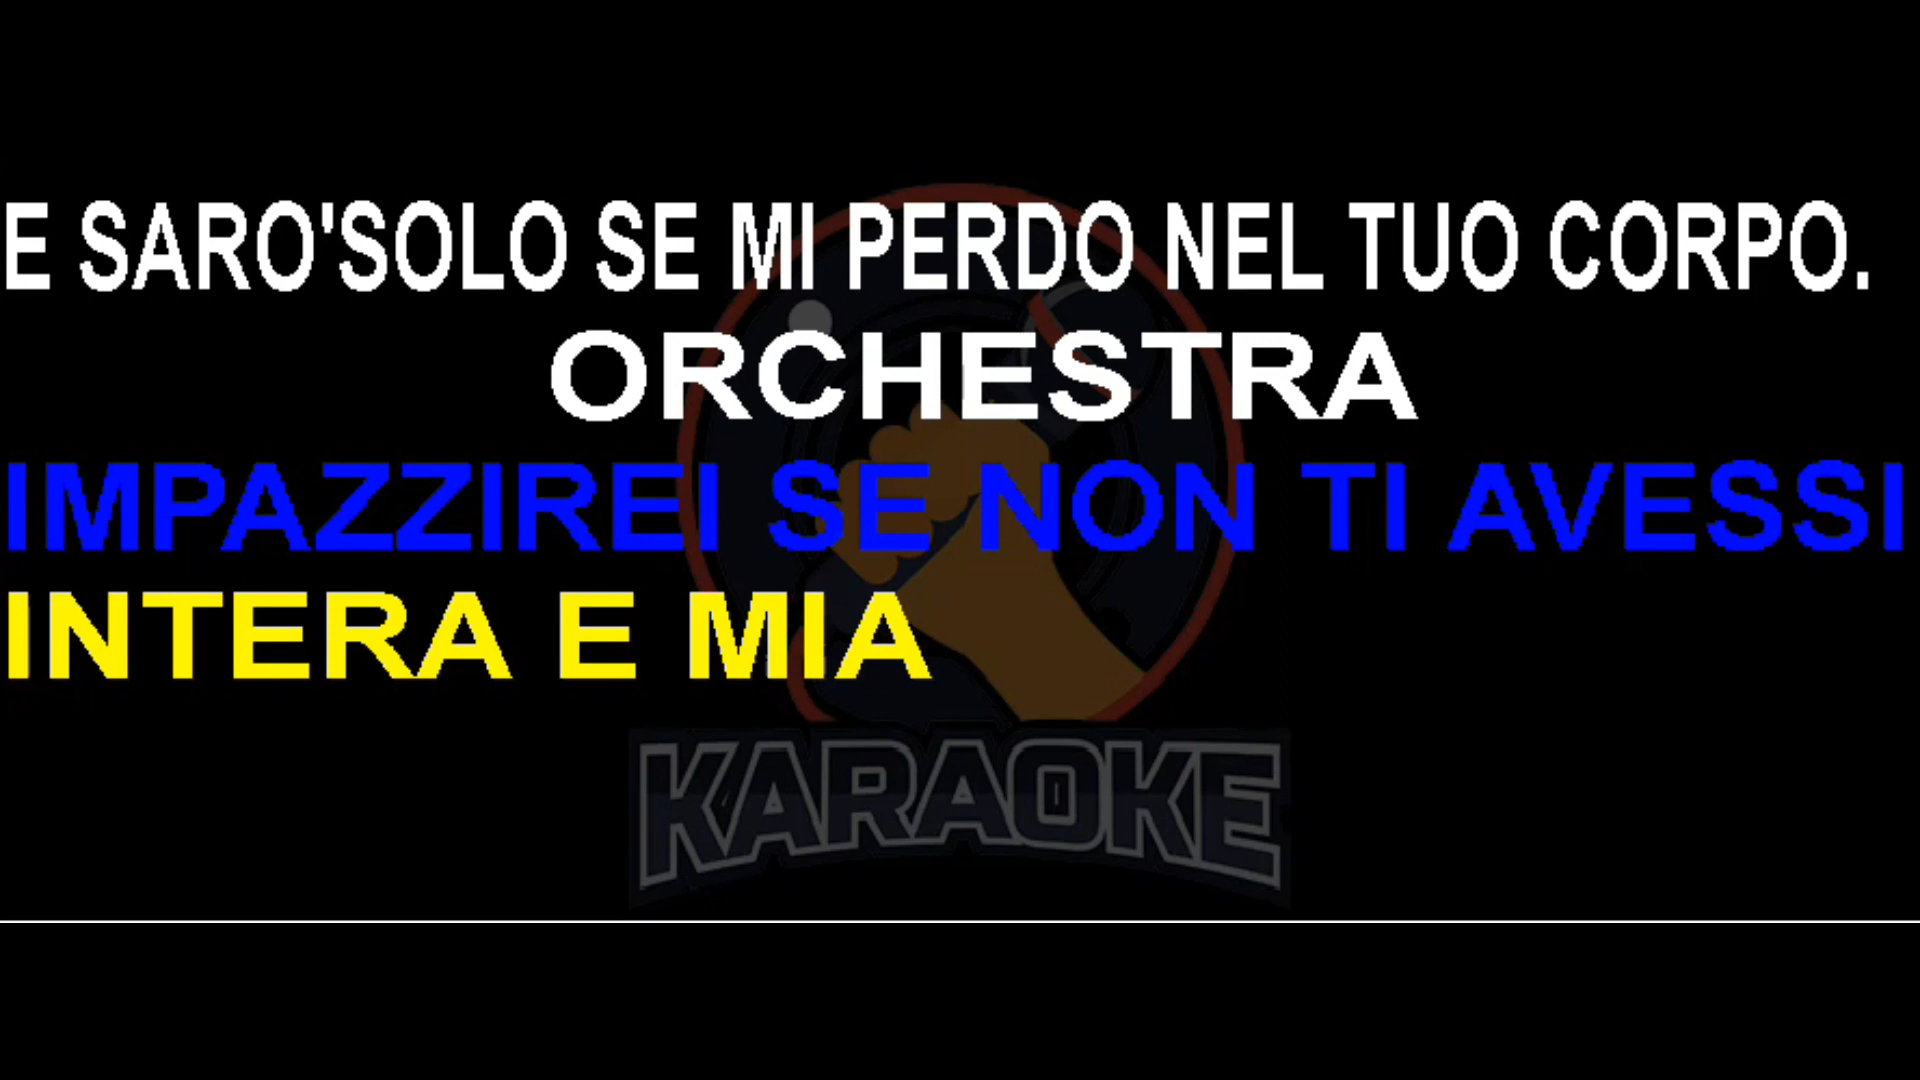 E SARO'SOLO SE MI PERDO NEL TUO CORPO.
ORCHESTRA
IMPAZZIREI SE NON TI AVESSI
INTERA E MIA
KARAOKE